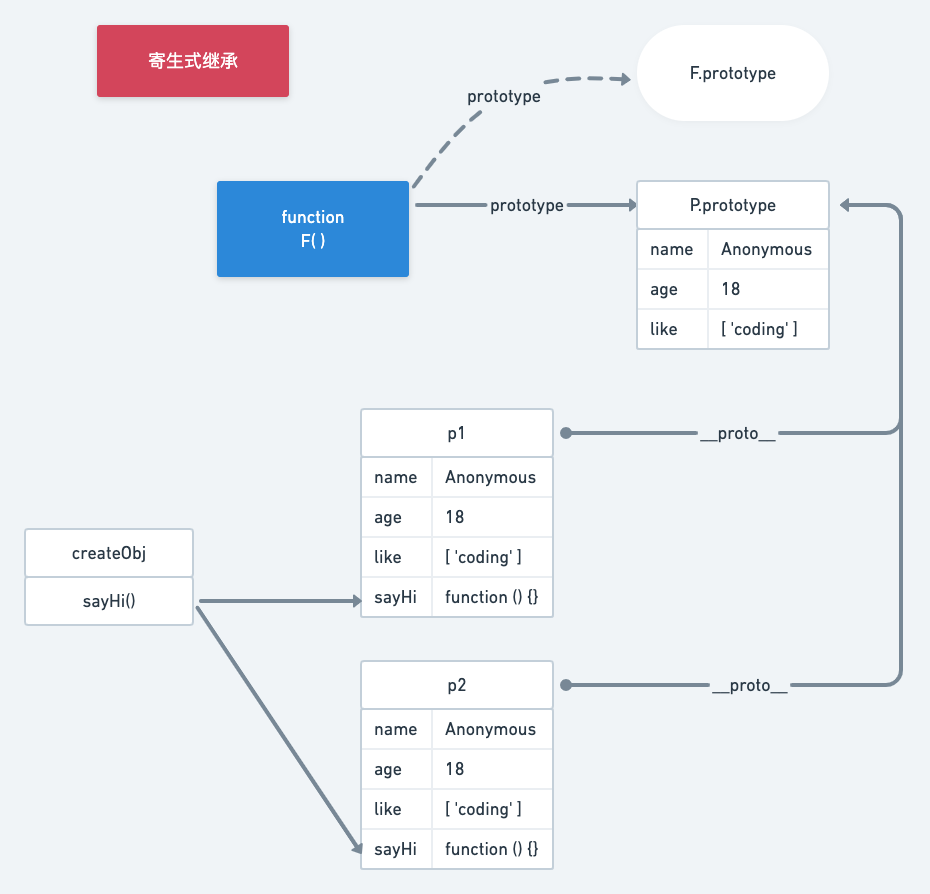 寄生式继承
F.prototype
prototype
function
F( )
prototype
P.prototype
name Anonymous
age 18
like [ 'coding' ]
p1
__proto__
name Anonymous
age 18
like [ 'coding' ]
sayHi function () {}
createObj
sayHi()
p2
__proto__
name Anonymous
age 18
like [ 'coding' ]
sayHi function () {}